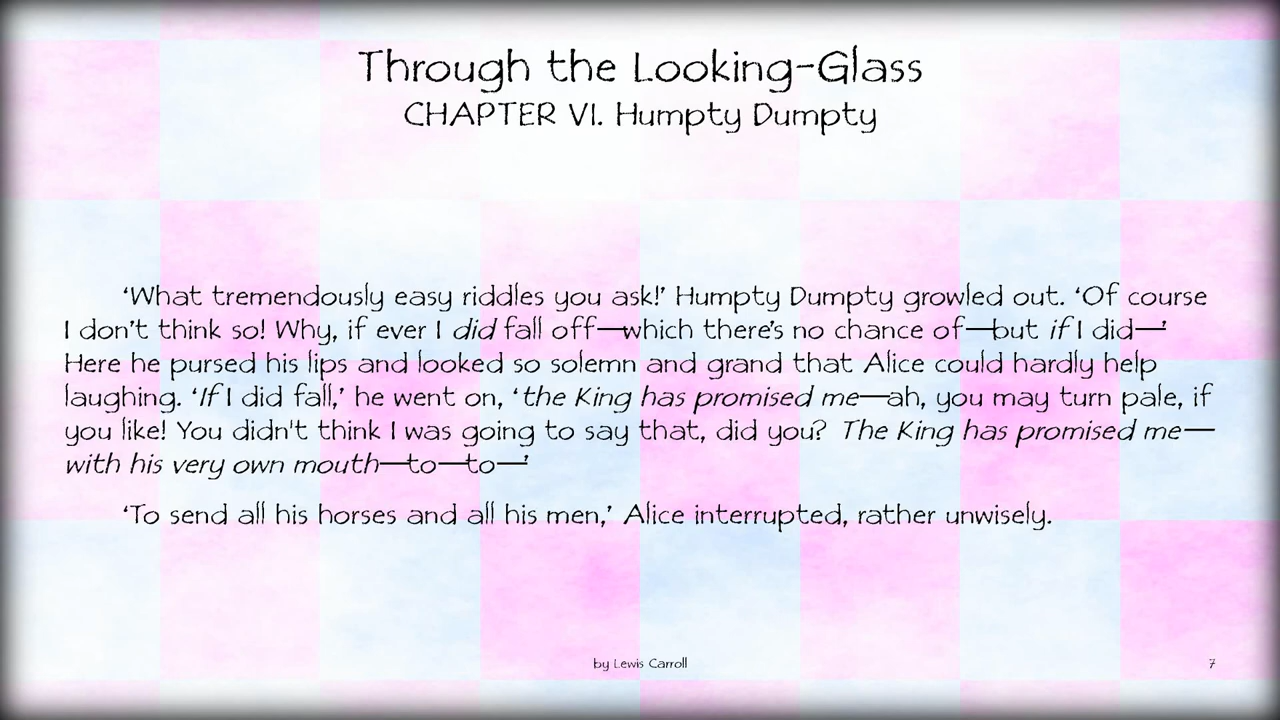 Through the Looking-Glass
CHAPTER VI. Humpty Dumpty
‘What tremendously easy riddles you ask!’ Humpty Dumpty growled out. ‘Of course
I don’t think so! Why, if ever I did fall off—which there’s no chance of—but if I did—’
Here he pursed his lips and looked so solemn and grand that Alice could hardly help
laughing. ‘If I did fall,’ he went on, ‘the King has promised me—ah, you may turn pale, if
you like! You didn't think I was going to say that, did you? The King has promised me—
with his very own mouth—to—to—’
‘To send all his horses and all his men,’ Alice interrupted, rather unwisely.
by Lewis Carroll
7